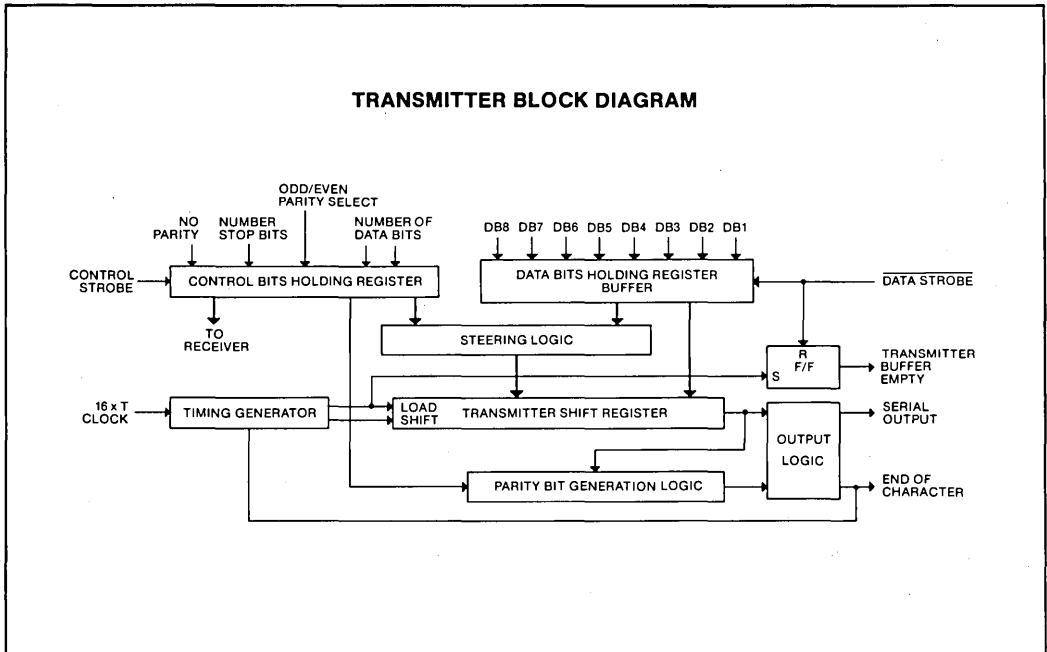 TRANSMITTER BLOCK DIAGRAM
ODD/EVEN
PARITY SELECT
NO
PARITY
NUMBER
STOP BITS
NUMBER OF
DATA BITS
DB8 DB7 DB6 DB5 DB4 DB3 DB2 DB1
CONTROL
STROBE
CONTROL BITS HOLDING REGISTER
DATA BITS HOLDING REGISTER
BUFFER
DATA STROBE
TO
RECEIVER
STEERING LOGIC
R
F/F
S
TRANSMITTER
BUFFER
EMPTY
16 x T
CLOCK
TIMING GENERATOR
LOAD
SHIFT
TRANSMITTER SHIFT REGISTER
OUTPUT
LOGIC
SERIAL
OUTPUT
PARITY BIT GENERATION LOGIC
END OF
CHARACTER